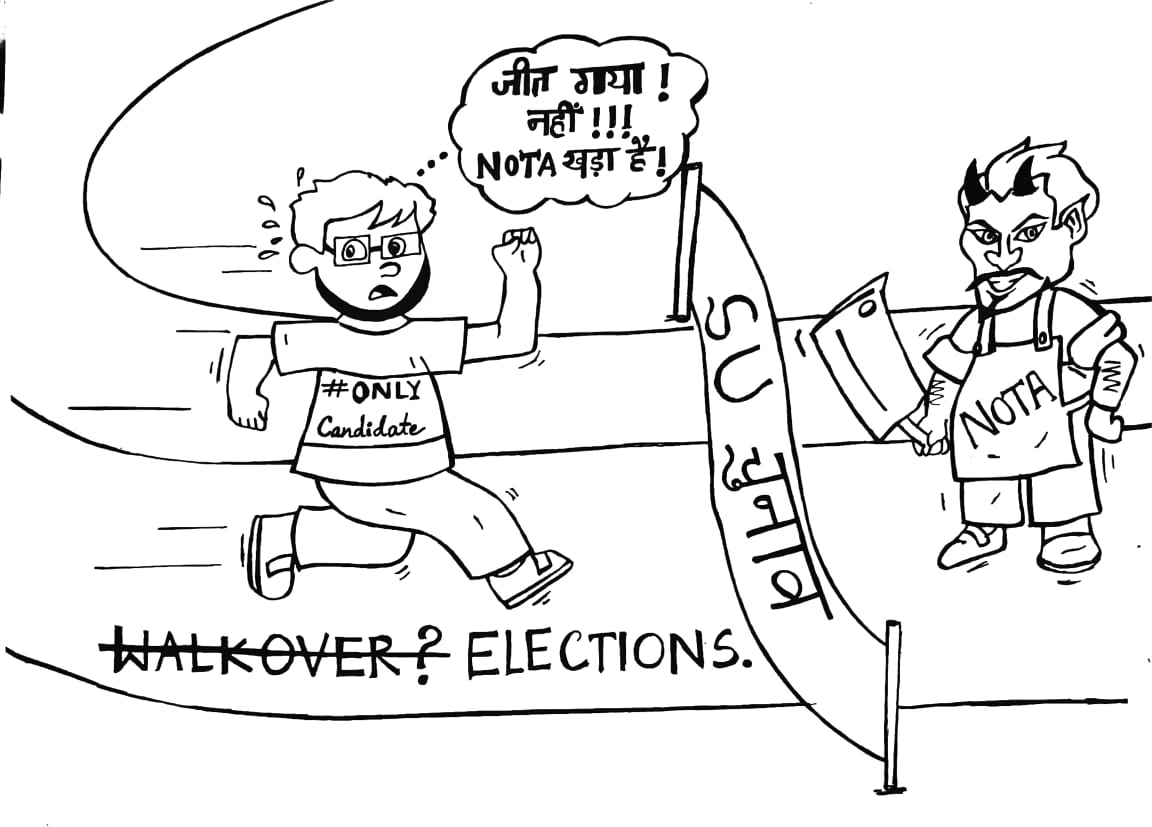 जीत गया !
नहीं !!!
NOTA खड़ा है !
#ONLY
Candidate
SU चुनाव
NOTA
WALKOVER? ELECTIONS.